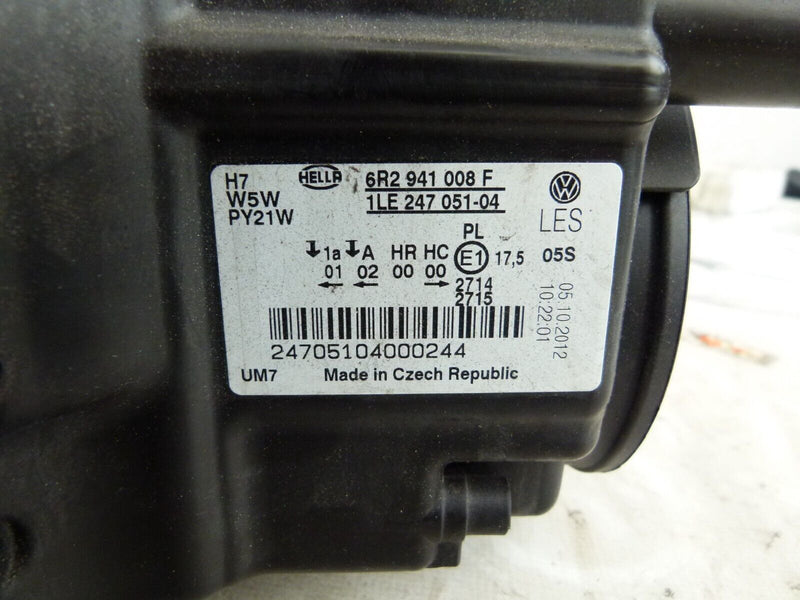 H7
W5W
PY21W
HELLA
6R2 941 008 F
1LE 247 051-04
LES
PL
1a A HR HC
01 02 00 00
E1 17,5 05S
2714
2715
05.10.2012
10:22:01
24705104000244
UM7 Made in Czech Republic